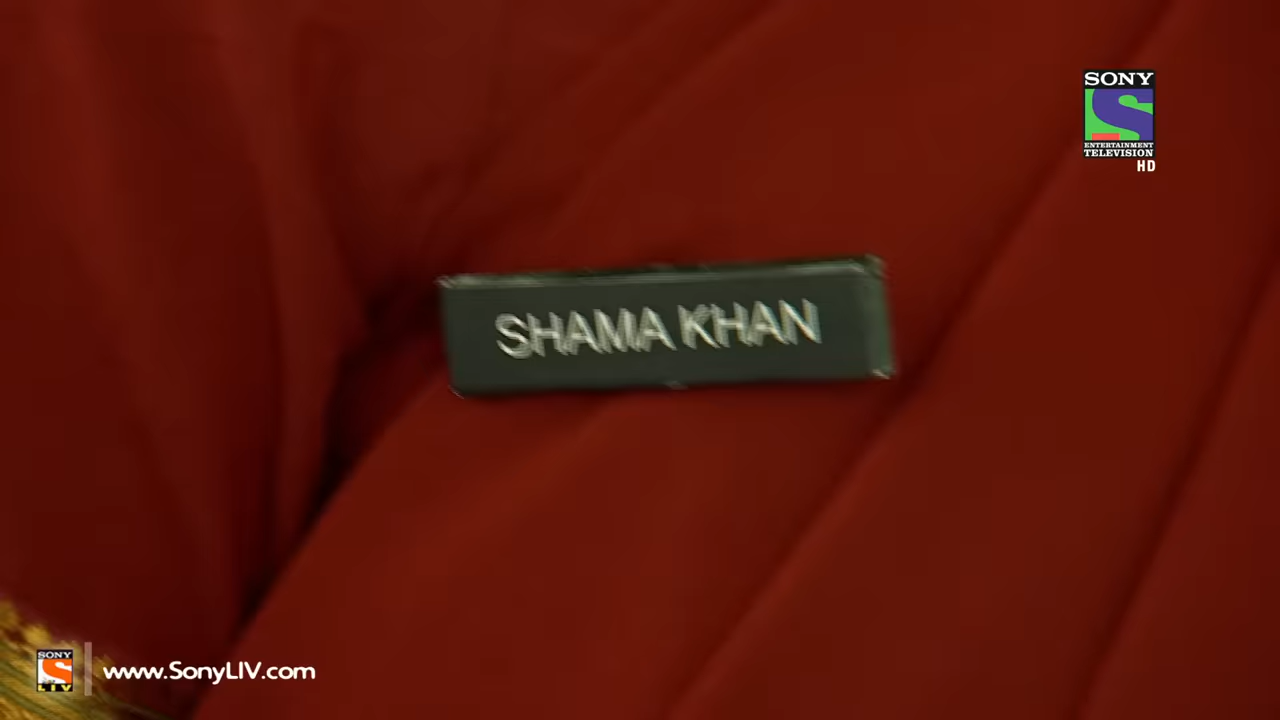 SONY
ENTERTAINMENT
TELEVISION
HD
SHAMA KHAN
SONY
LIV
www.SonyLIV.com